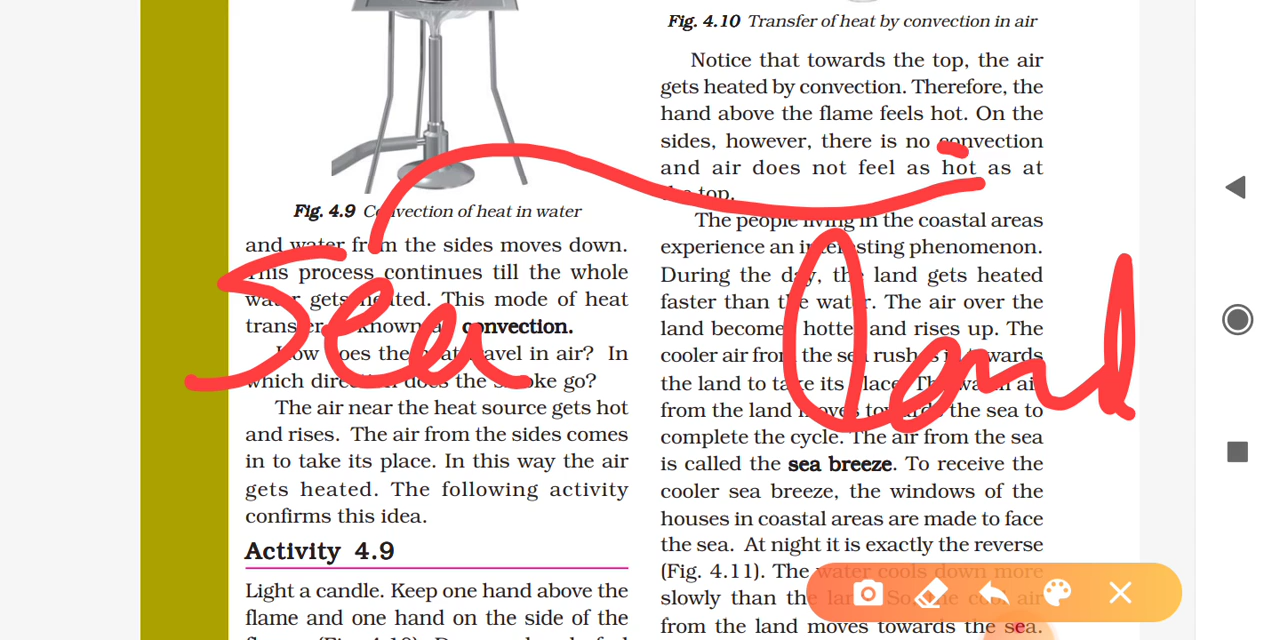 Fig. 4.10 Transfer of heat by convection in air
Fig. 4.9 Convection of heat in water
and water from the sides moves down.
This process continues till the whole
water gets heated. This mode of heat
transfer is known as convection.
How does the heat travel in air? In
which direction does the smoke go?
The air near the heat source gets hot
and rises. The air from the sides comes
in to take its place. In this way the air
gets heated. The following activity
confirms this idea.
Activity 4.9
Light a candle. Keep one hand above the
flame and one hand on the side of the
Notice that towards the top, the air
gets heated by convection. Therefore, the
hand above the flame feels hot. On the
sides, however, there is no convection
and air does not feel as hot as at
the top.
The people living in the coastal areas
experience an interesting phenomenon.
During the day, the land gets heated
faster than the water. The air over the
land becomes hotter and rises up. The
cooler air from the sea rushes in towards
the land to take its place. The warm air
from the land moves towards the sea to
complete the cycle. The air from the sea
is called the sea breeze. To receive the
cooler sea breeze, the windows of the
houses in coastal areas are made to face
the sea. At night it is exactly the reverse
(Fig. 4.11). The water cools down more
slowly than the land. So, the cool air
from the land moves towards the sea.
Sea
Land